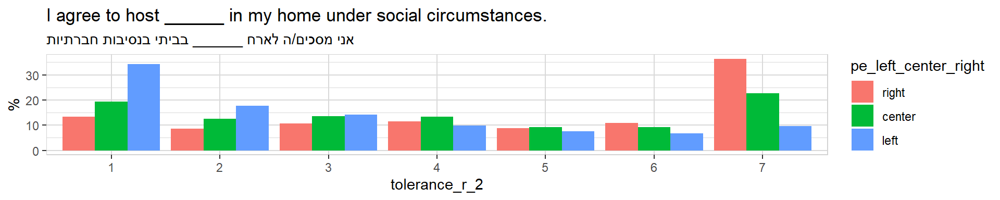 I agree to host ______ in my home under social circumstances.
אני מסכים/ה לארח ______ בביתי בנסיבות חברתיות
%
30
20
10
0
1 2 3 4 5 6 7
tolerance_r_2
pe_left_center_right
right
center
left